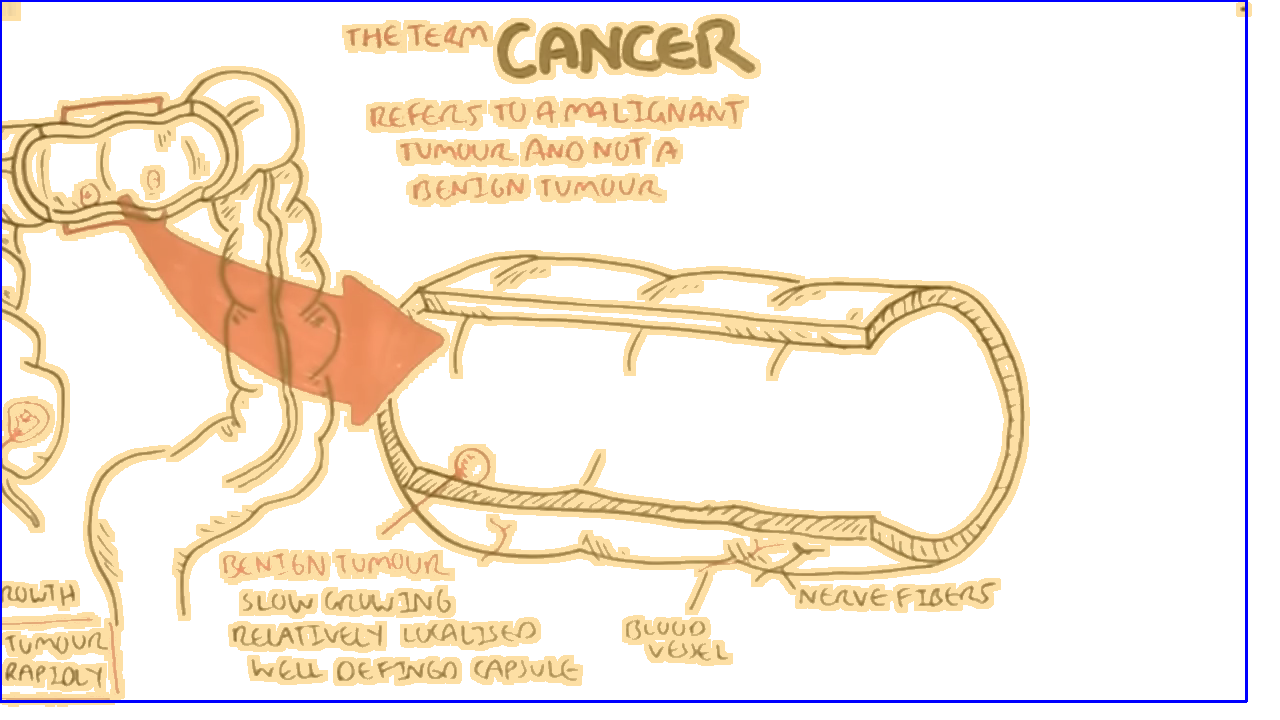 THE TERM CANCER
REFERS TO A MALIGNANT
TUMOUR AND NOT A
BENIGN TUMOUR
BENIGN TUMOUR
SLOW GROWING
RELATIVELY LOCALISED
WELL DEFINED CAPSULE
BLOOD
VESSEL
NERVE FIBERS
ROWTH
TUMOUR
RAPIDLY